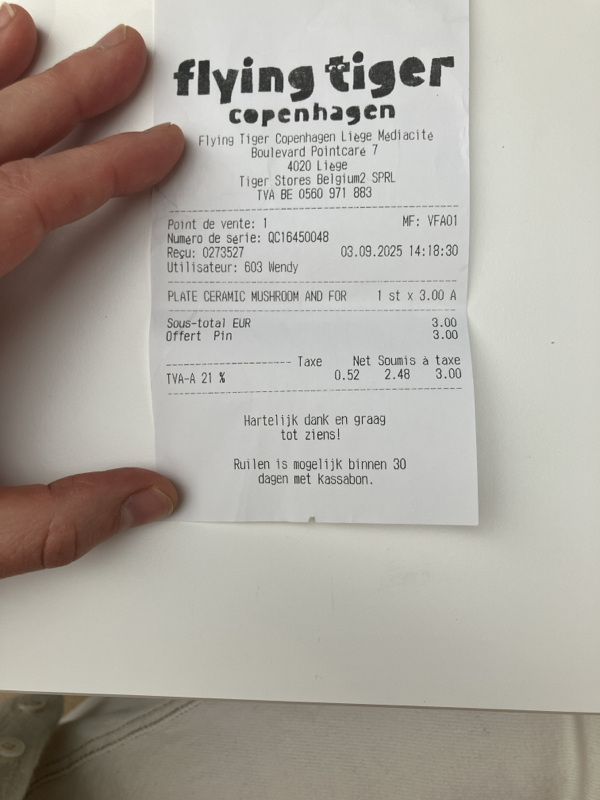 flying tiger
copenhagen
Flying Tiger Copenhagen Liège Médiacité
Boulevard Pointcaré 7
4020 Liège
Tiger Stores Belgium2 SPRL
TVA BE 0560 971 883
Point de vente: 1 MF: VFA01
Numéro de série: QC16450048
Reçu: 0273527 03.09.2025 14:18:30
Utilisateur: 603 Wendy
PLATE CERAMIC MUSHROOM AND FOR 1 st x 3.00 A
Sous-total EUR 3.00
Offert Pin 3.00
Taxe Net Soumis à taxe
TVA-A 21 % 0.52 2.48 3.00
Hartelijk dank en graag
tot ziens!
Ruilen is mogelijk binnen 30
dagen met Kassabon.